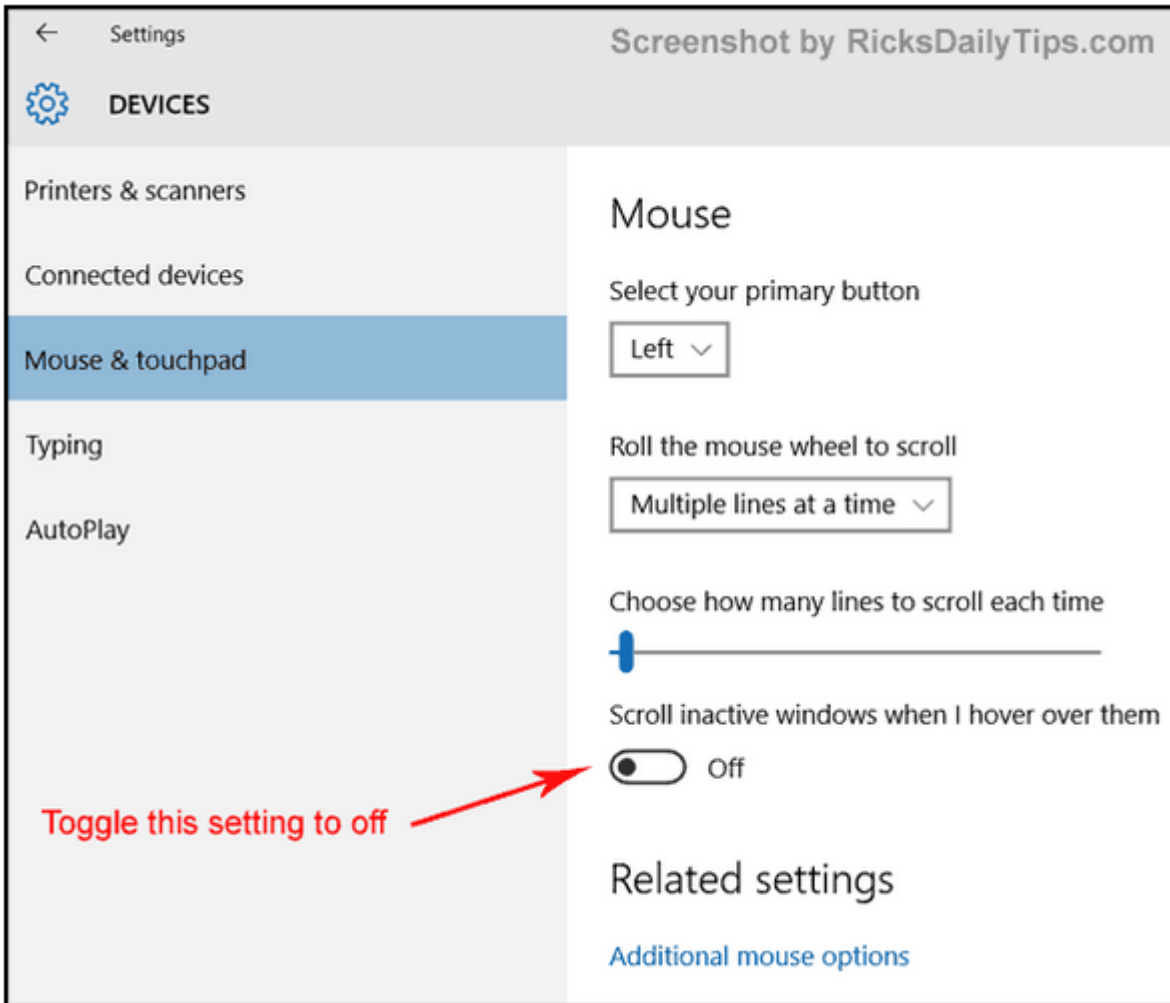 Settings
Screenshot by RicksDailyTips.com
DEVICES
Printers & scanners
Connected devices
Mouse & touchpad
Typing
AutoPlay
Mouse
Select your primary button
Left
Roll the mouse wheel to scroll
Multiple lines at a time
Choose how many lines to scroll each time
Scroll inactive windows when I hover over them
Off
Toggle this setting to off
Related settings
Additional mouse options